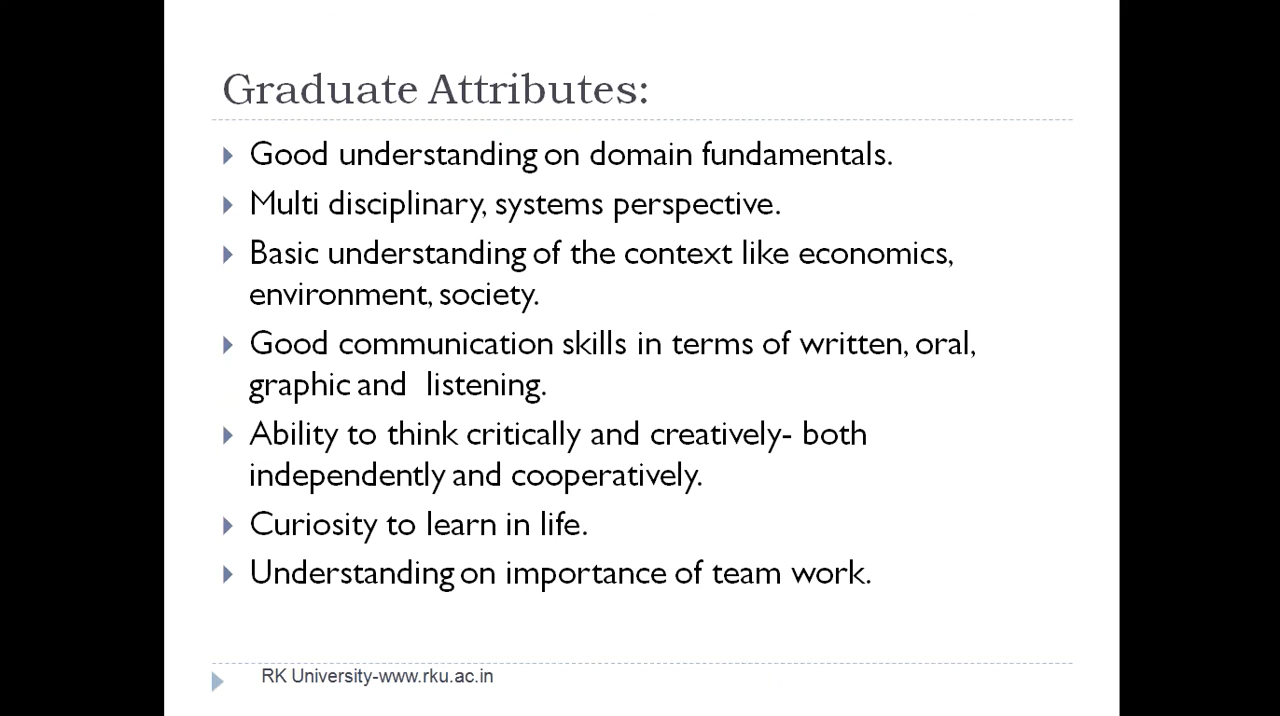 Graduate Attributes:
Good understanding on domain fundamentals.
Multi disciplinary, systems perspective.
Basic understanding of the context like economics,
environment, society.
Good communication skills in terms of written, oral,
graphic and  listening.
Ability to think critically and creatively- both
independently and cooperatively.
Curiosity to learn in life.
Understanding on importance of team work.
RK University-www.rku.ac.in